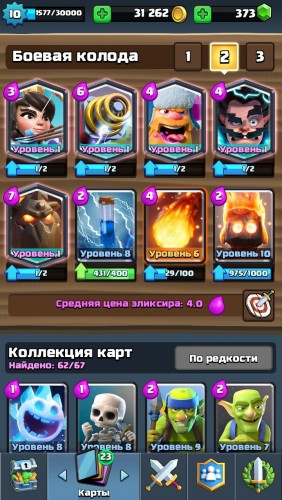 10 1577/30000 31 262 373
Боевая колода 1 2 3
3 6 4 4
Уровень 1 Уровень 1 Уровень 1 Уровень 1
1/2 1/2 1/2 1/2
7 2 4 2
Уровень 1 Уровень 8 Уровень 6 Уровень 10
1/2 431/400 29/100 975/1000
Средняя цена эликсира: 4.0
Коллекция карт
Найдено: 62/67
По редкости
1 1 2 2
Уровень 8 Уровень 9 Уровень 8 Уровень 9
23
Карты